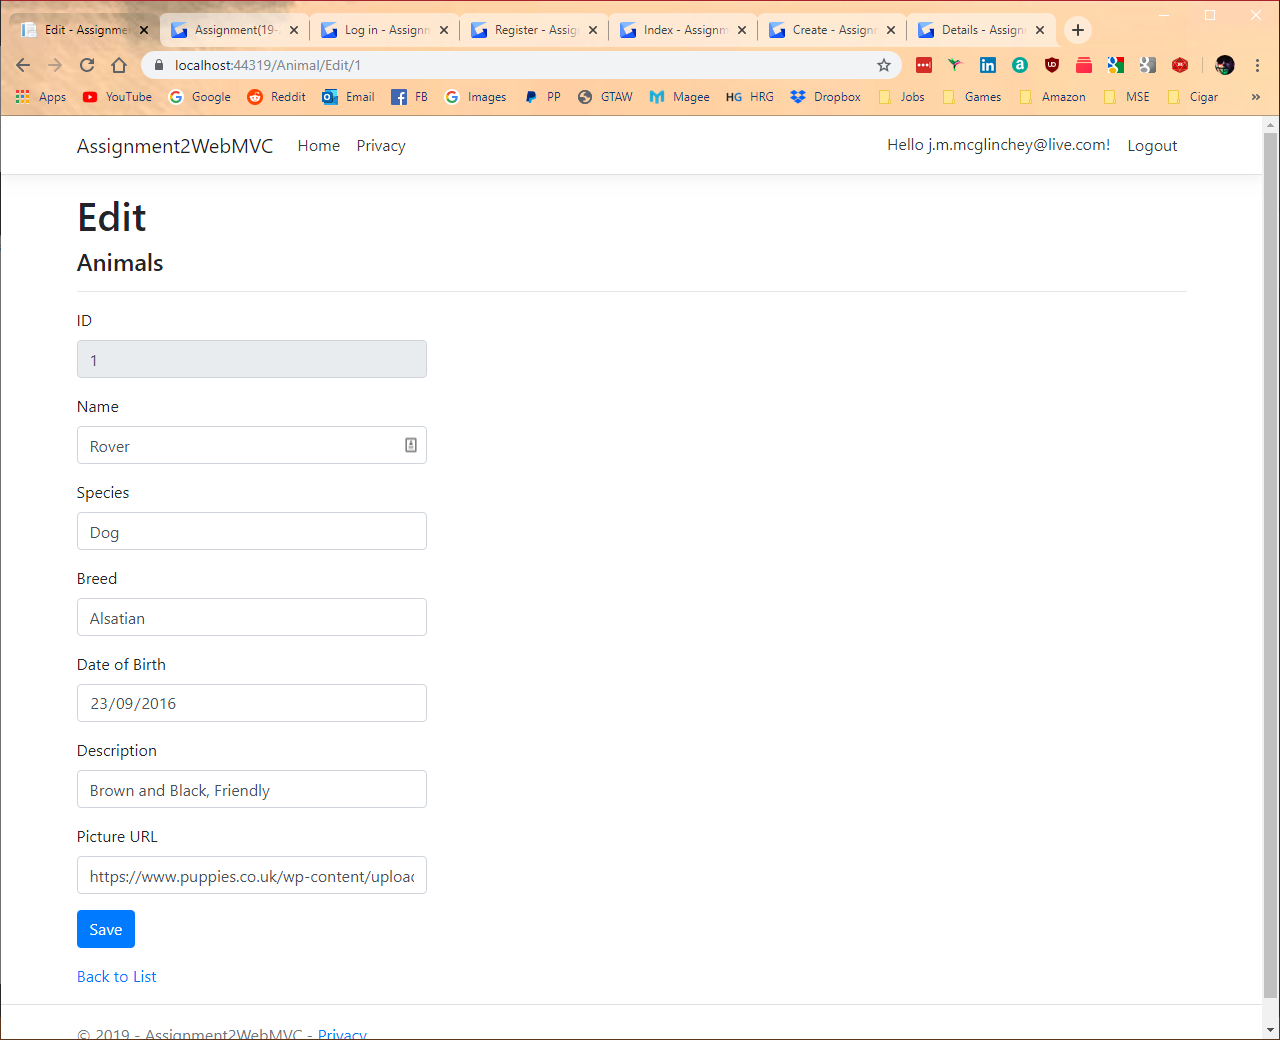 Edit - Assignme
Assignment(19-
Log in - Assignm
Register - Assig
Index - Assignm
Create - Assignm
Details - Assign
localhost:44319/Animal/Edit/1
Apps YouTube Google Reddit Email FB Images PP GTAW Magee HG HRG Dropbox Jobs Games Amazon MSE Cigar »
Assignment2WebMVC Home Privacy Hello j.m.mcglinchey@live.com! Logout
Edit
Animals
ID
1
Name
Rover
Species
Dog
Breed
Alsatian
Date of Birth
23/09/2016
Description
Brown and Black, Friendly
Picture URL
https://www.puppies.co.uk/wp-content/upload
Save
Back to List
© 2019 - Assignment2WebMVC - Privacy